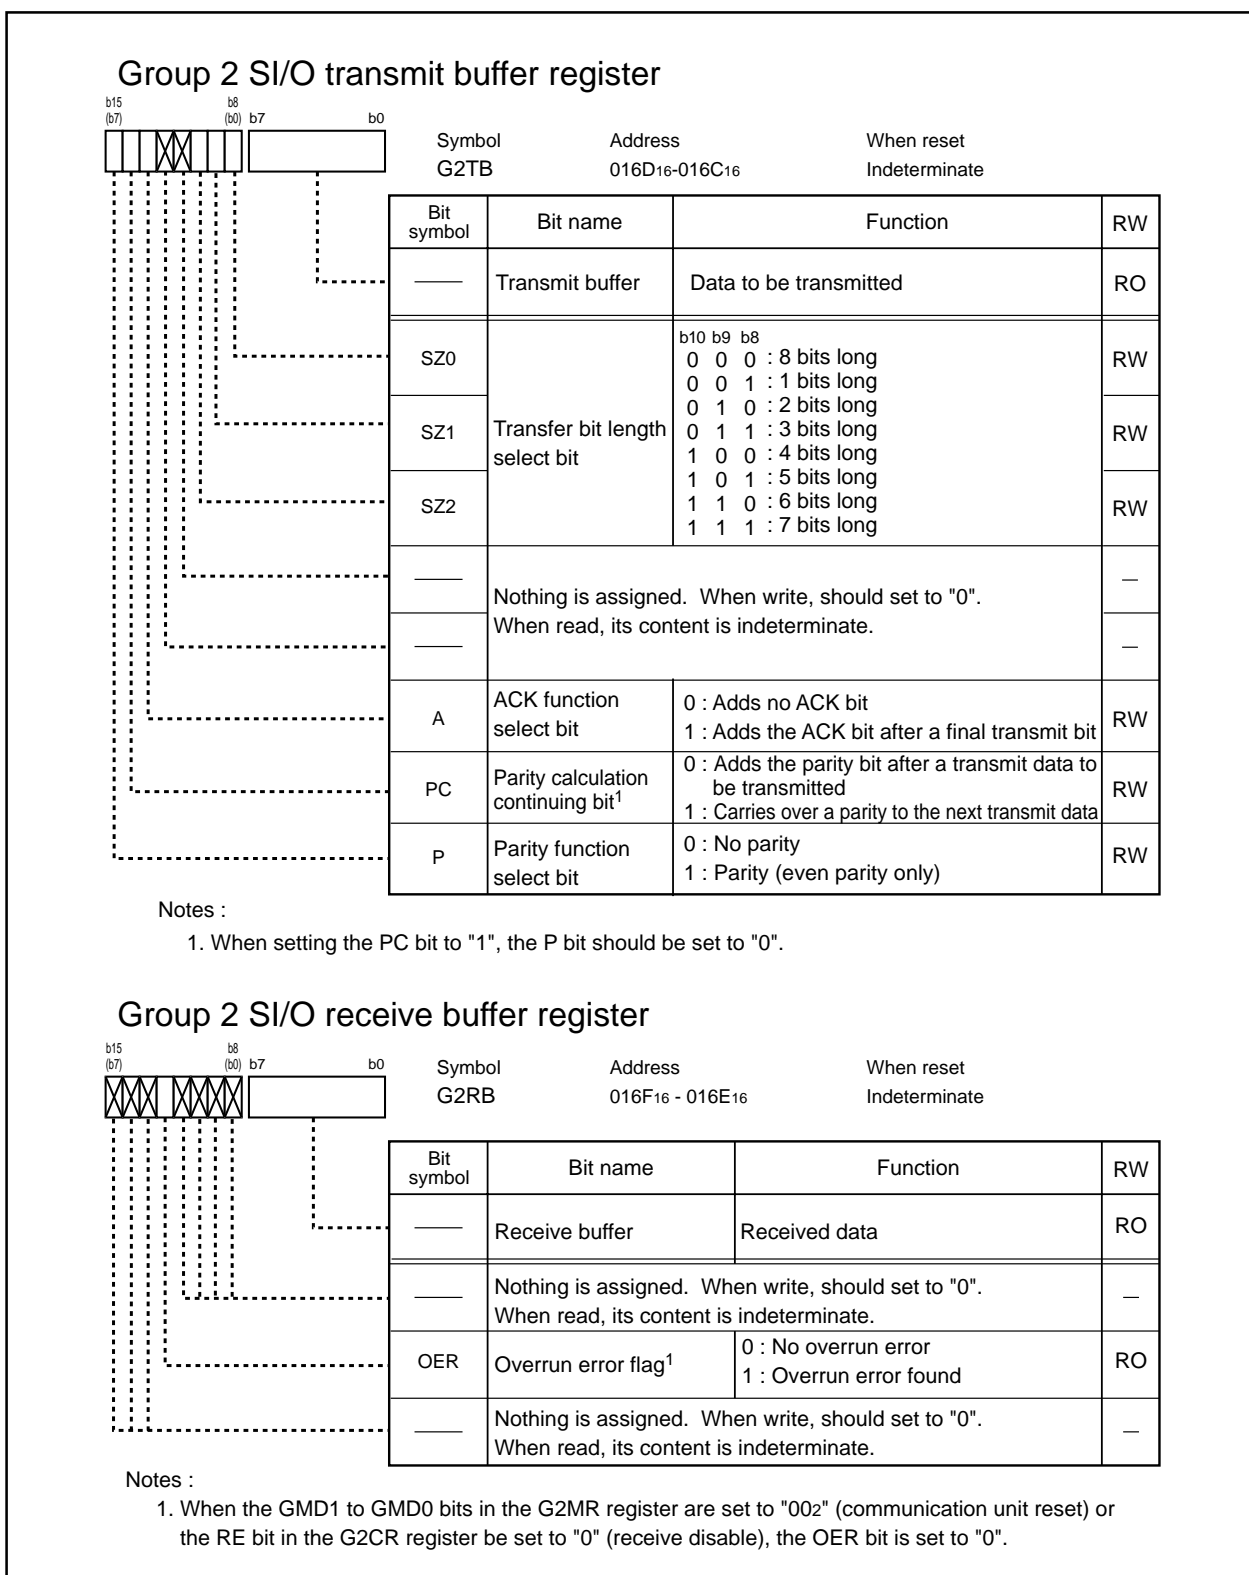 Group 2 SI/O transmit buffer register
b15 b8
(b7) (b0) b7 b0
Symbol Address When reset
G2TB 016D16-016C16 Indeterminate
Bit symbol Bit name Function RW
Transmit buffer Data to be transmitted RO
b10 b9 b8
SZ0 0 0 0 : 8 bits long RW
0 0 1 : 1 bits long
0 1 0 : 2 bits long
SZ1 Transfer bit length 0 1 1 : 3 bits long RW
select bit 1 0 0 : 4 bits long
1 0 1 : 5 bits long
SZ2 1 1 0 : 6 bits long RW
1 1 1 : 7 bits long
Nothing is assigned. When write, should set to "0". —
When read, its content is indeterminate. —
ACK function 0 : Adds no ACK bit
A RW
select bit 1 : Adds the ACK bit after a final transmit bit
Parity calculation 0 : Adds the parity bit after a transmit data to
PC be transmitted RW
continuing bit1 1 : Carries over a parity to the next transmit data
Parity function 0 : No parity
P RW
select bit 1 : Parity (even parity only)
Notes :
1. When setting the PC bit to "1", the P bit should be set to "0".
Group 2 SI/O receive buffer register
b15 b8
(b7) (b0) b7 b0
Symbol Address When reset
G2RB 016F16 - 016E16 Indeterminate
Bit symbol Bit name Function RW
Receive buffer Received data RO
Nothing is assigned. When write, should set to "0". —
When read, its content is indeterminate.
OER Overrun error flag1 0 : No overrun error RO
1 : Overrun error found
Nothing is assigned. When write, should set to "0". —
When read, its content is indeterminate.
Notes :
1. When the GMD1 to GMD0 bits in the G2MR register are set to "002" (communication unit reset) or
the RE bit in the G2CR register be set to "0" (receive disable), the OER bit is set to "0".